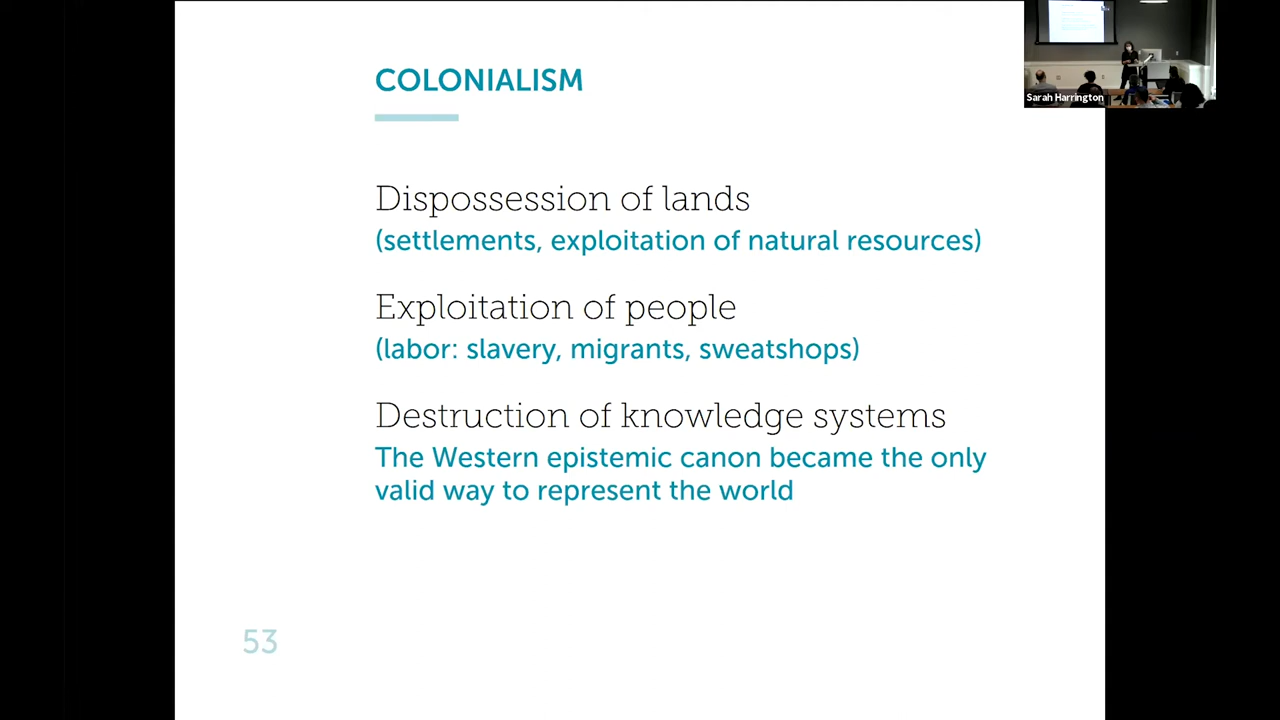 COLONIALISM
Dispossession of lands
(settlements, exploitation of natural resources)
Exploitation of people
(labor: slavery, migrants, sweatshops)
Destruction of knowledge systems
The Western epistemic canon became the only
valid way to represent the world
53
Sarah Harrington